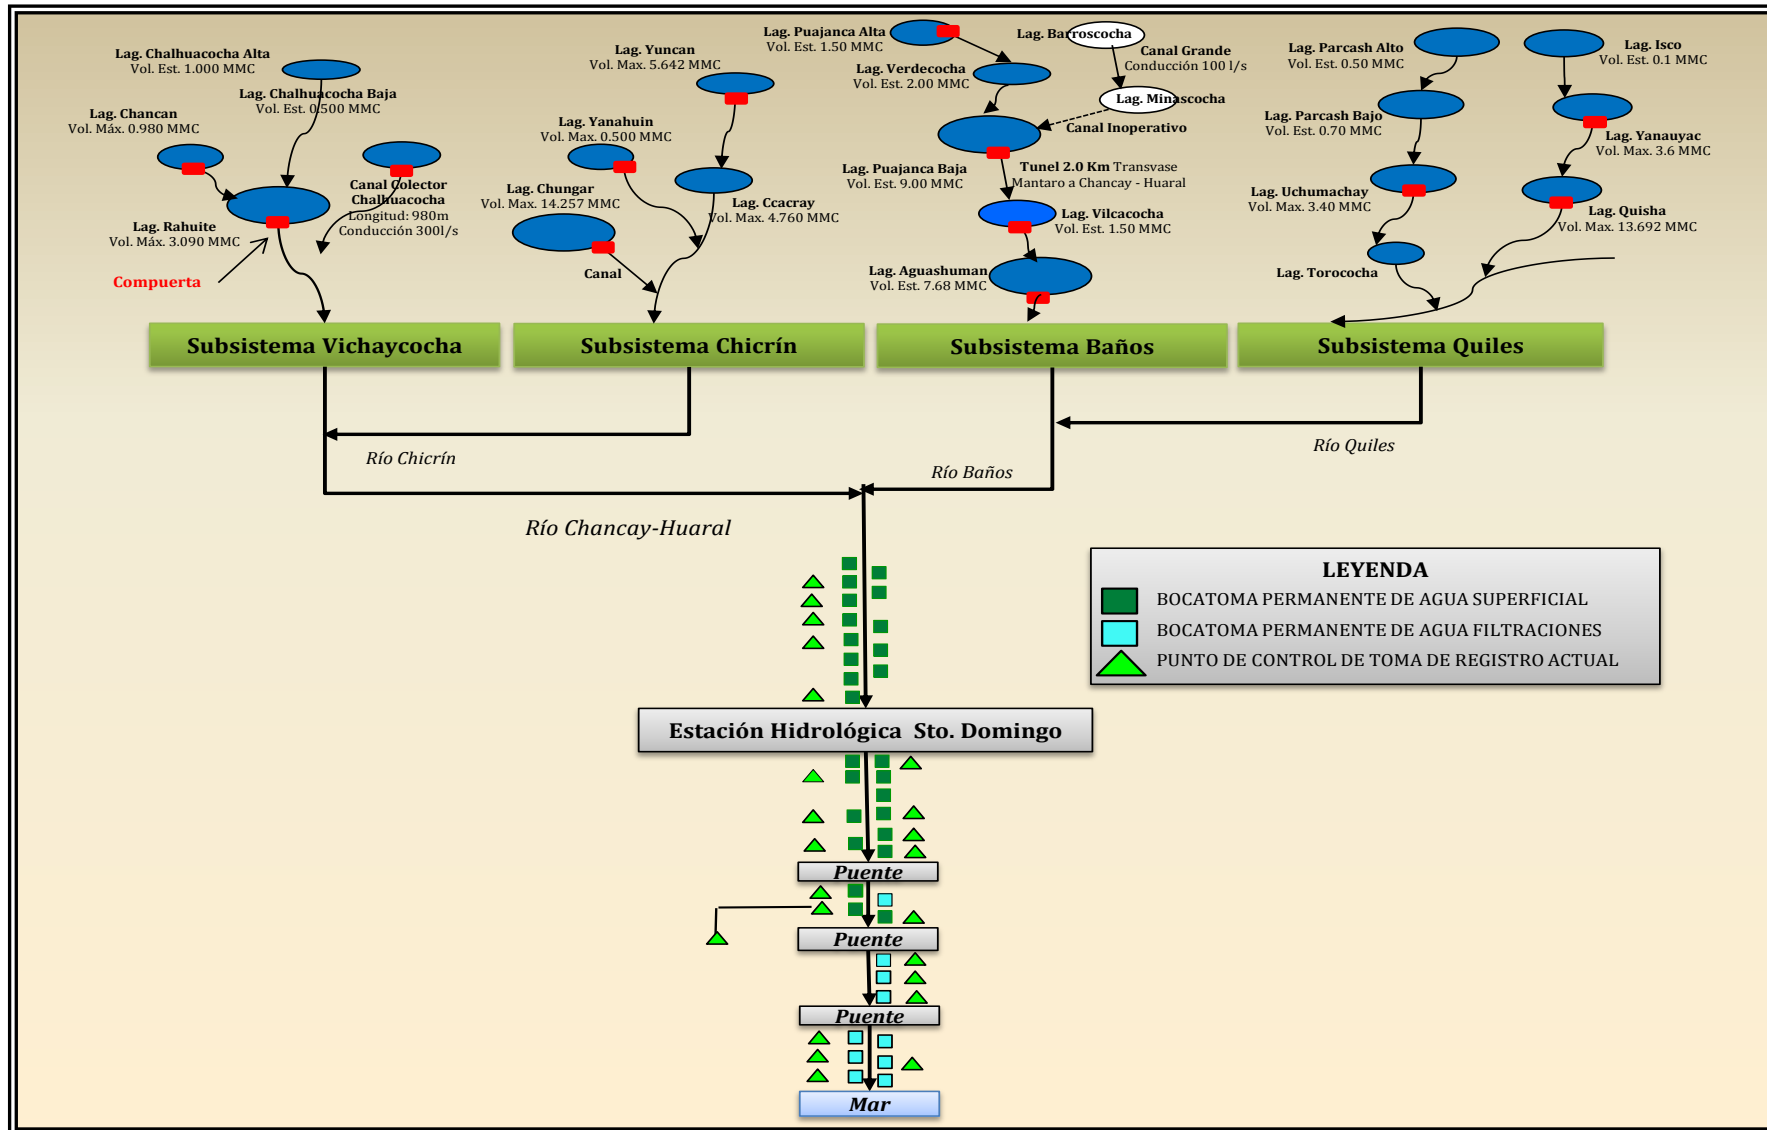 Lag. Chalhuacocha Alta
Vol. Est. 1.000 MMC
Lag. Chalhuacocha Baja
Vol. Est. 0.500 MMC
Lag. Chancan
Vol. Máx. 0.980 MMC
Canal Colector
Chalhuacocha
Longitud: 980m
Conducción 300l/s
Lag. Rahuite
Vol. Máx. 3.090 MMC
Compuerta
Lag. Yuncan
Vol. Max. 5.642 MMC
Lag. Yanahuin
Vol. Max. 0.500 MMC
Lag. Chungar
Vol. Max. 14.257 MMC
Lag. Ccacray
Vol. Max. 4.760 MMC
Canal
Lag. Puajanca Alta
Vol. Est. 1.50 MMC
Lag. Verdecocha
Vol. Est. 2.00 MMC
Lag. Barroscocha
Canal Grande
Conducción 100 l/s
Lag. Minascocha
Canal Inoperativo
Lag. Puajanca Baja
Vol. Est. 9.00 MMC
Tunel 2.0 Km Transvase
Mantaro a Chancay - Huaral
Lag. Vilcacocha
Vol. Est. 1.50 MMC
Lag. Aguashuman
Vol. Est. 7.68 MMC
Lag. Parcash Alto
Vol. Est. 0.50 MMC
Lag. Isco
Vol. Est. 0.1 MMC
Lag. Parcash Bajo
Vol. Est. 0.70 MMC
Lag. Yanauyac
Vol. Max. 3.6 MMC
Lag. Uchumachay
Vol. Max. 3.40 MMC
Lag. Quisha
Vol. Max. 13.692 MMC
Lag. Torococha
Subsistema Vichaycocha
Subsistema Chicrín
Subsistema Baños
Subsistema Quiles
Río Chicrín
Río Baños
Río Quiles
Río Chancay-Huaral
LEYENDA
BOCATOMA PERMANENTE DE AGUA SUPERFICIAL
BOCATOMA PERMANENTE DE AGUA FILTRACIONES
PUNTO DE CONTROL DE TOMA DE REGISTRO ACTUAL
Estación Hidrológica Sto. Domingo
Puente
Puente
Puente
Mar